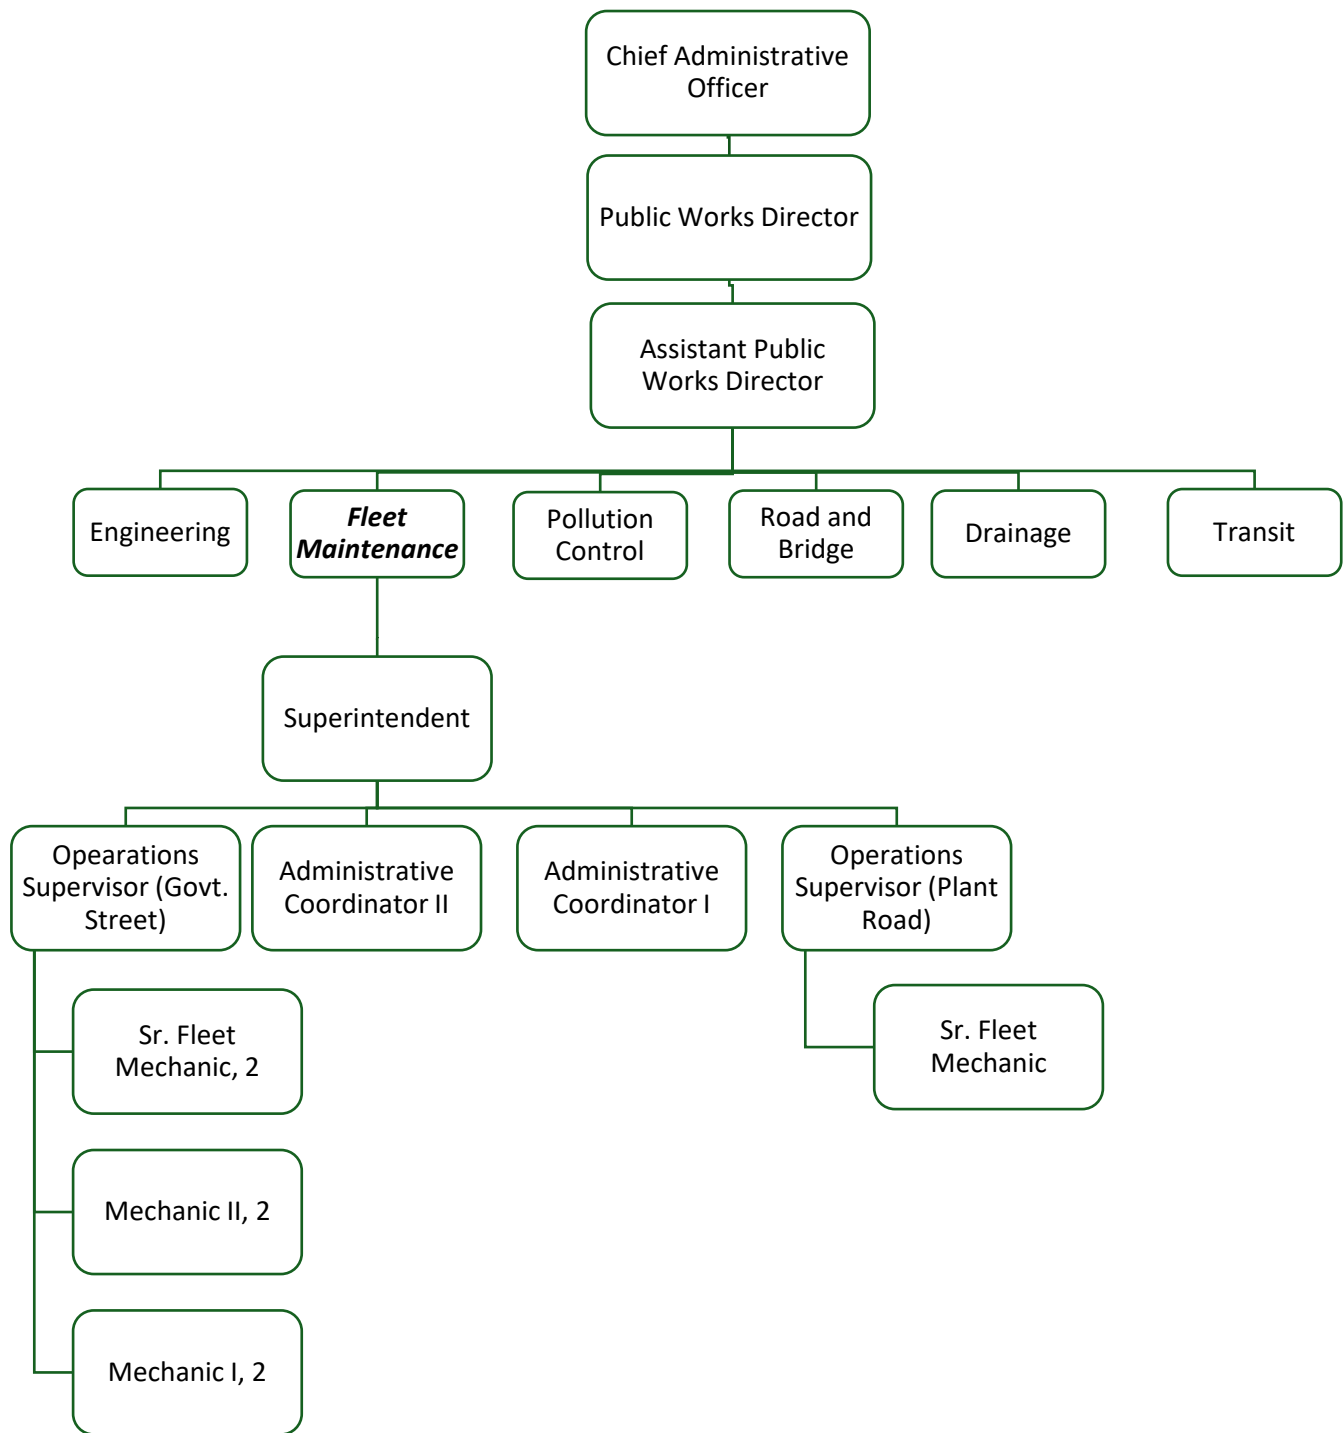 Chief Administrative
Officer
Public Works Director
Assistant Public
Works Director
Engineering
Fleet
Maintenance
Pollution
Control
Road and
Bridge
Drainage
Transit
Superintendent
Opearations
Supervisor (Govt.
Street)
Administrative
Coordinator II
Administrative
Coordinator I
Operations
Supervisor (Plant
Road)
Sr. Fleet
Mechanic, 2
Sr. Fleet
Mechanic
Mechanic II, 2
Mechanic I, 2